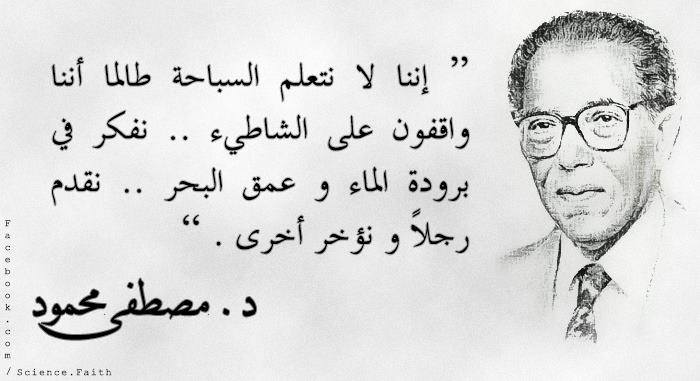 ” إننا لا نتعلم السباحة طالما أننا
واقفون على الشاطيء .. نفكر في
برودة الماء و عمق البحر .. نقدم
رجلاً و نؤخر أخرى . “
د . مصطفى محمود
Facebook.com
/Science.Faith